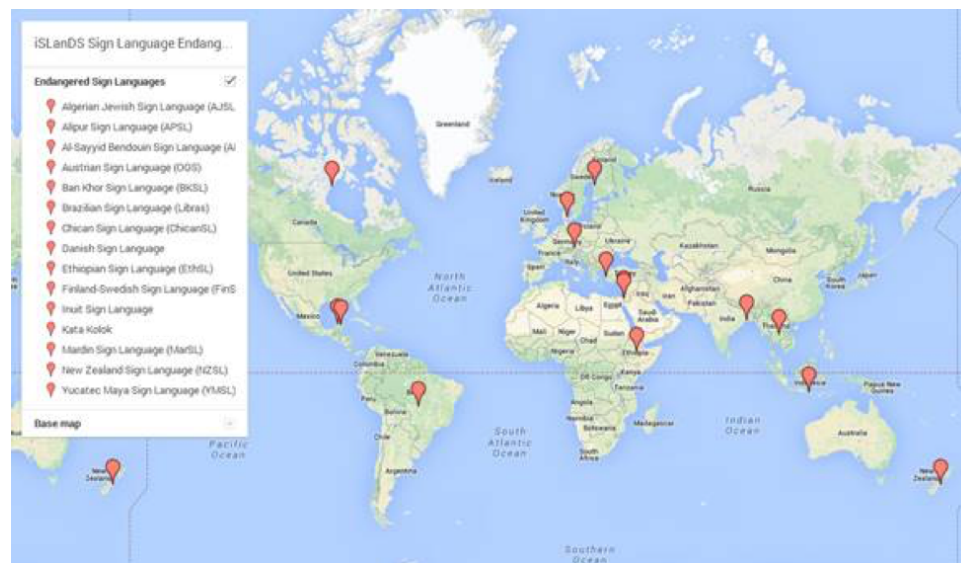 iSLanDS Sign Language Endang...
Endangered Sign Languages
Algerian Jewish Sign Language (AJSL
Alipur Sign Language (APSL)
Al-Sayyid Bendouin Sign Language (Al
Austrian Sign Language (OGS)
Ban Khor Sign Language (BKSL)
Brazilian Sign Language (Libras)
Chican Sign Language (ChicanSL)
Danish Sign Language
Ethiopian Sign Language (EthSL)
Finland-Swedish Sign Language (FinS
Inuit Sign Language
Kata Kolok
Mardin Sign Language (MarSL)
New Zealand Sign Language (NZSL)
Yucatec Maya Sign Language (YMSL)
Base map
Greenland
Iceland
Finland
Russia
Canada
United
Kingdom
Germany
Ukraine
France
Kazakhstan
Mongolia
Spain
Italy
United States
North
Atlantic
Ocean
China
South
Korea
Japan
Afghanistan
Iraq
Iran
Pakistan
Algeria
Libya
Egypt
Saudi
Arabia
India
Mexico
Mali
Niger
Chad
Sudan
Thailand
Nigeria
Ethiopia
Venezuela
Colombia
DR Congo
Kenya
Tanzania
Indonesia
Papua New
Guinea
Peru
Bolivia
Angola
Namibia
Botswana
Madagascar
Indian
Ocean
Australia
Chile
South
Atlantic
Ocean
South
Africa
Pacific
Ocean
Argentina
New
Zealand
New
Zealand
Southern
Ocean